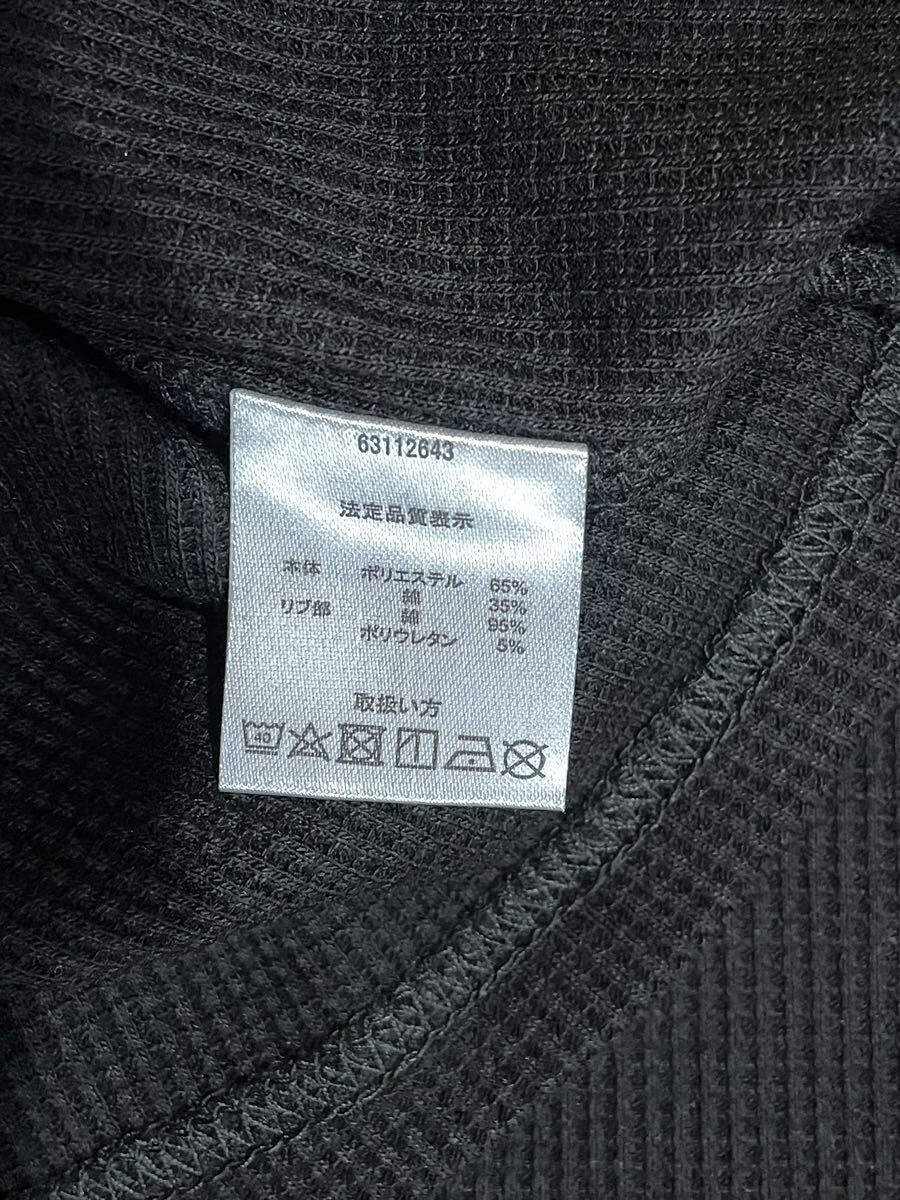 63112643
法定品質表示
本体 ポリエステル 65%
綿 35%
リブ部 綿 95%
ポリウレタン 5%
取扱い方
40